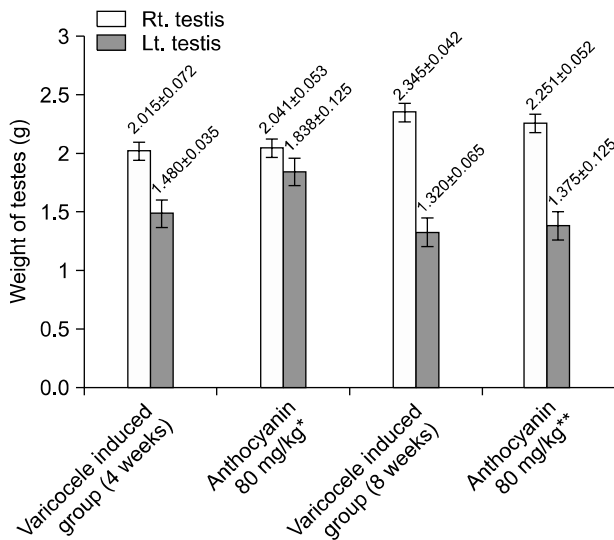 Rt. testis
Lt. testis
Weight of testes (g)
3
2.5
2
1.5
1
0.5
0.0
2.015±0.072
1.480±0.035
2.041±0.053
1.838±0.125
2.345±0.042
1.320±0.065
2.251±0.052
1.375±0.125
Varicocele induced
group (4 weeks)
Anthocyanin
80 mg/kg*
Varicocele induced
group (8 weeks)
Anthocyanin
80 mg/kg**